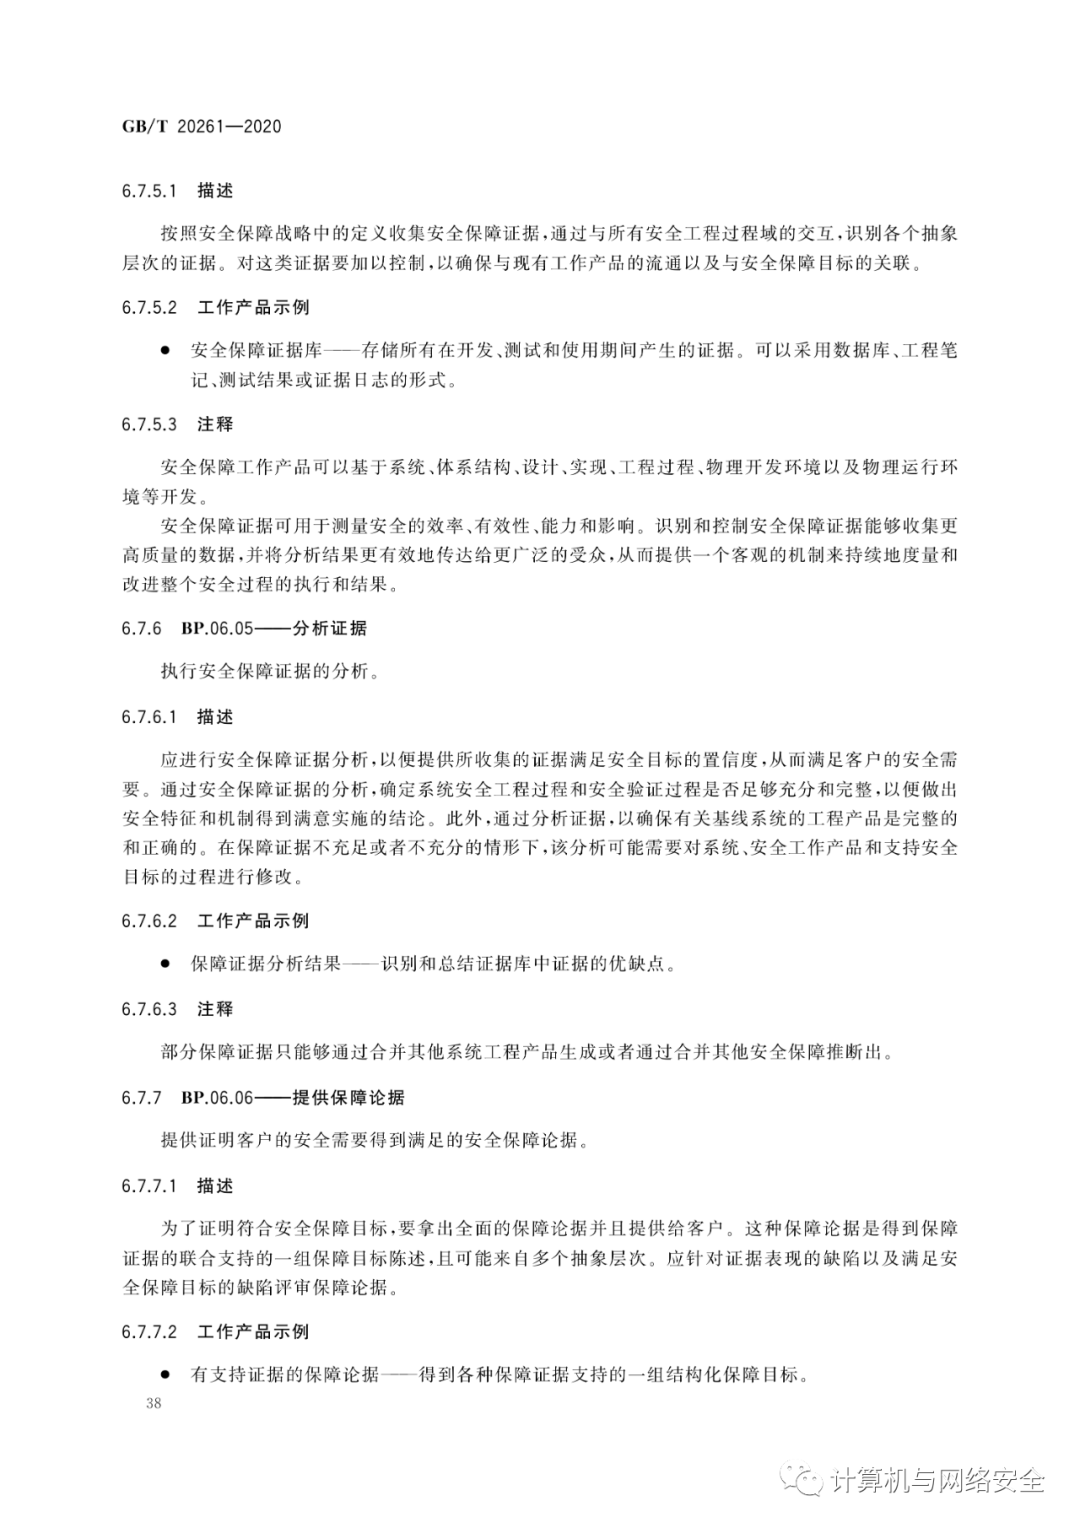 GB/T 20261—2020
6.7.5.1 描述
按照安全保障战略中的定义收集安全保障证据,通过与所有安全工程过程域的交互,识别各个抽象
层次的证据。对这类证据要加以控制,以确保与现有工作产品的流通以及与安全保障目标的关联。
6.7.5.2 工作产品示例
● 安全保障证据库——存储所有在开发、测试和使用期间产生的证据。可以采用数据库、工程笔
记、测试结果或证据日志的形式。
6.7.5.3 注释
安全保障工作产品可以基于系统、体系结构、设计、实现、工程过程、物理开发环境以及物理运行环
境等开发。
安全保障证据可用于测量安全的效率、有效性、能力和影响。识别和控制安全保障证据能够收集更
高质量的数据,并将分析结果更有效地传达给更广泛的受众,从而提供一个客观的机制来持续地度量和
改进整个安全过程的执行和结果。
6.7.6 BP.06.05——分析证据
执行安全保障证据的分析。
6.7.6.1 描述
应进行安全保障证据分析,以便提供所收集的证据满足安全目标的置信度,从而满足客户的安全需
要。通过安全保障证据的分析,确定系统安全工程过程和安全验证过程是否足够充分和完整,以便做出
安全特征和机制得到满意实施的结论。此外,通过分析证据,以确保有关基线系统的工程产品是完整的
和正确的。在保障证据不充足或者不充分的情形下,该分析可能需要对系统、安全工作产品和支持安全
目标的过程进行修改。
6.7.6.2 工作产品示例
● 保障证据分析结果——识别和总结证据库中证据的优缺点。
6.7.6.3 注释
部分保障证据只能够通过合并其他系统工程产品生成或者通过合并其他安全保障推断出。
6.7.7 BP.06.06——提供保障论据
提供证明客户的安全需要得到满足的安全保障论据。
6.7.7.1 描述
为了证明符合安全保障目标,要拿出全面的保障论据并且提供给客户。这种保障论据是得到保障
证据的联合支持的一组保障目标陈述,且可能来自多个抽象层次。应针对证据表现的缺陷以及满足安
全保障目标的缺陷评审保障论据。
6.7.7.2 工作产品示例
● 有支持证据的保障论据——得到各种保障证据支持的一组结构化保障目标。
38
计算机与网络安全